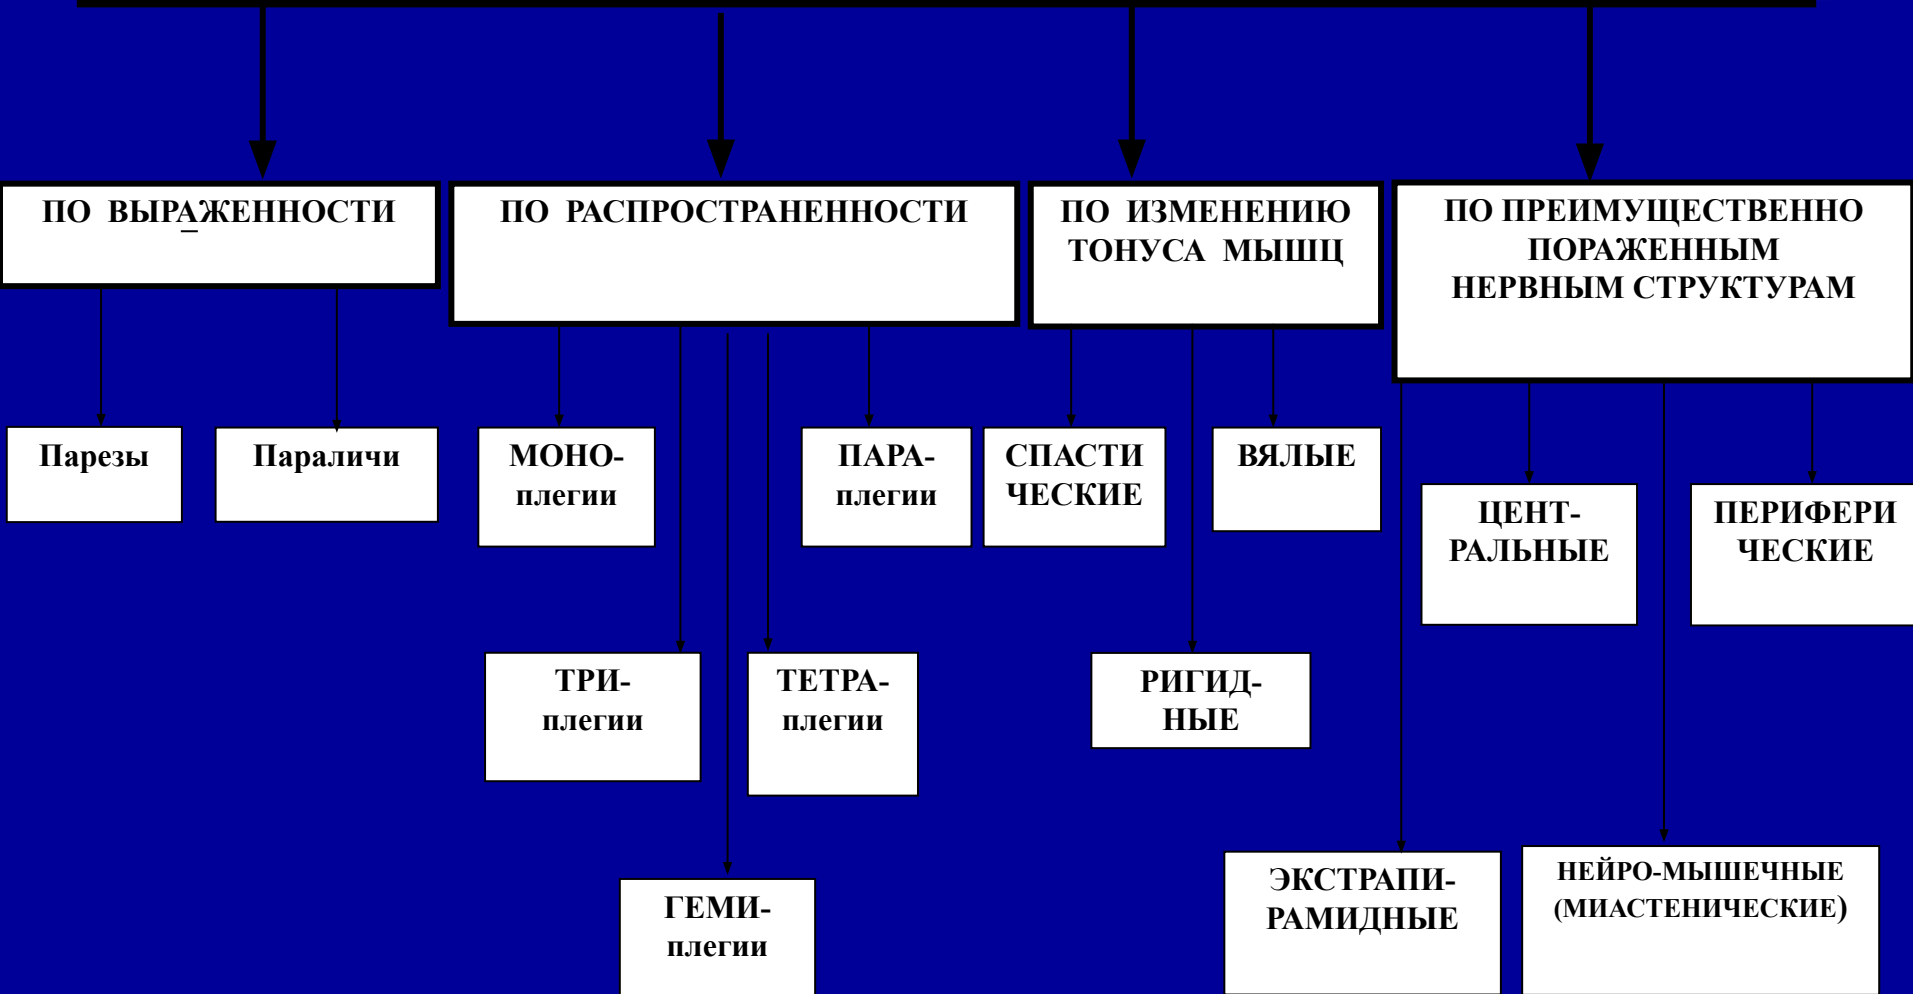 ПО ВЫРАЖЕННОСТИ
ПО РАСПРОСТРАНЕННОСТИ
ПО ИЗМЕНЕНИЮ
ТОНУСА МЫШЦ
ПО ПРЕИМУЩЕСТВЕННО
ПОРАЖЕННЫМ
НЕРВНЫМ СТРУКТУРАМ
Парезы
Параличи
МОНО-
плегии
ПАРА-
плегии
СПАСТИ
ЧЕСКИЕ
ВЯЛЫЕ
ЦЕНТ-
РАЛЬНЫЕ
ПЕРИФЕРИ
ЧЕСКИЕ
ТРИ-
плегии
ТЕТРА-
плегии
РИГИД-
НЫЕ
ГЕМИ-
плегии
ЭКСТРАПИ-
РАМИДНЫЕ
НЕЙРО-МЫШЕЧНЫЕ
(МИАСТЕНИЧЕСКИЕ)